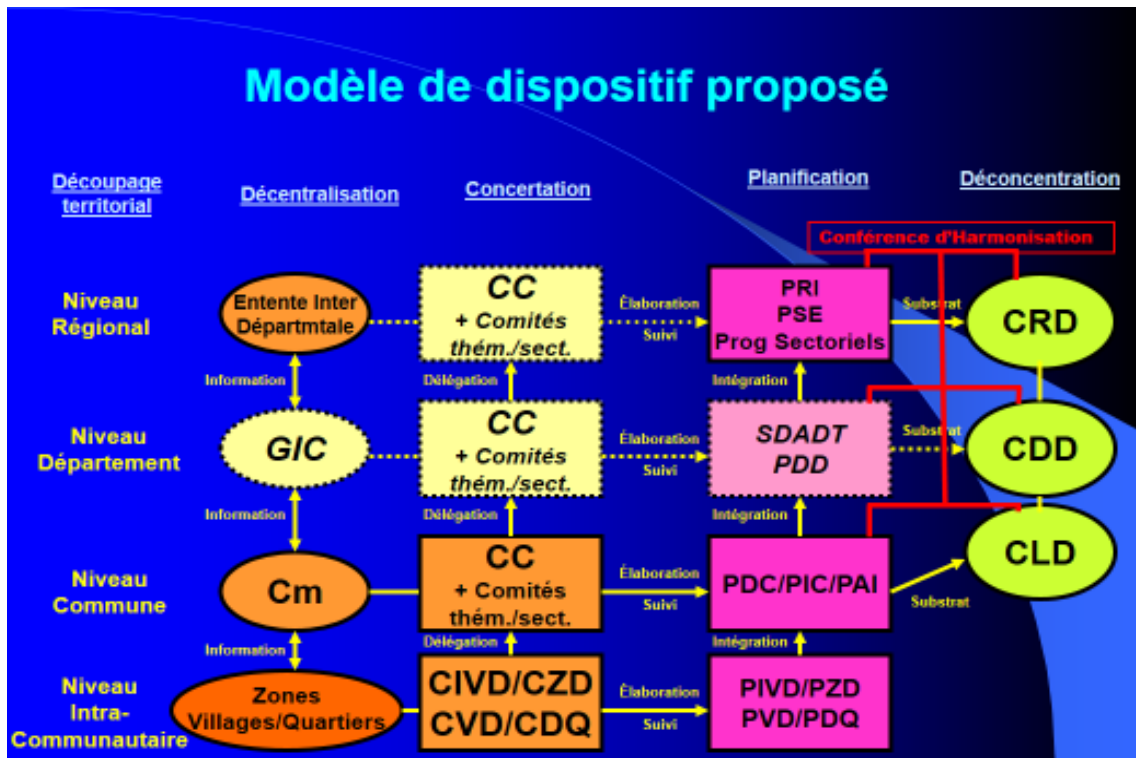 Modèle de dispositif proposé
Découpage
territorial
Décentralisation
Concertation
Planification
Déconcentration
Conférence d'Harmonisation
Niveau
Régional
Entente Inter
Départmtale
CC
+ Comités
thém./sect.
Élaboration
Suivi
PRI
PSE
Prog Sectoriels
Substrat
CRD
Information
Délégation
Intégration
Niveau
Département
GIC
CC
+ Comités
thém./sect.
Élaboration
Suivi
SDADT
PDD
Substrat
CDD
Information
Délégation
Intégration
Niveau
Commune
Cm
CC
+ Comités
thém./sect.
Élaboration
Suivi
PDC/PIC/PAI
Substrat
CLD
Information
Délégation
Intégration
Niveau
Intra-
Communautaire
Zones
Villages/Quartiers
CIVD/CZD
CVD/CDQ
Élaboration
Suivi
PIVD/PZD
PVD/PDQ